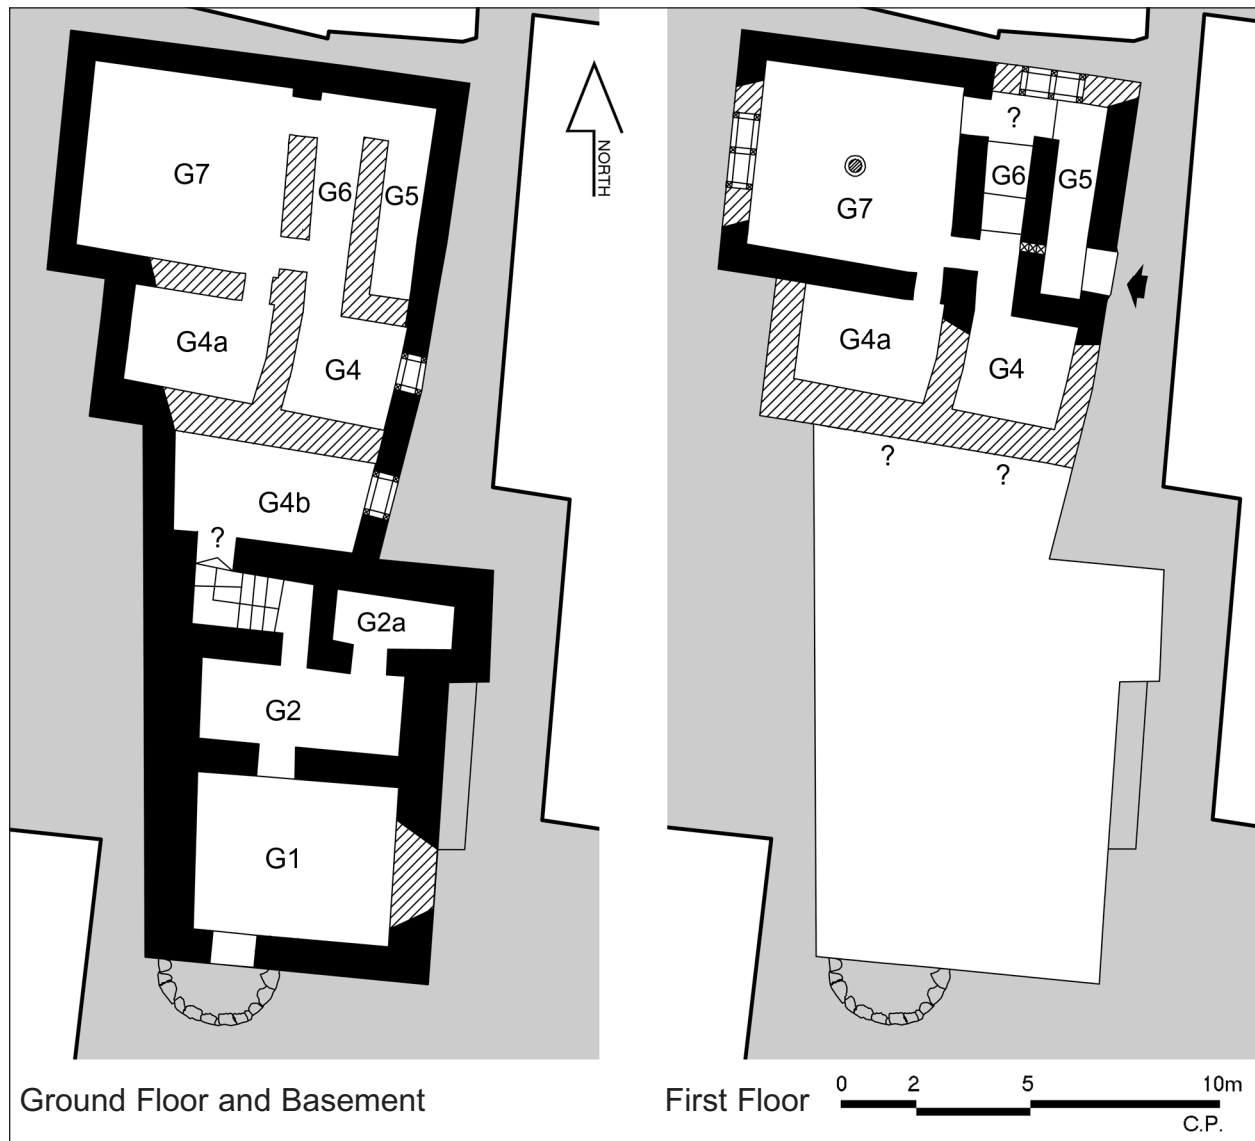 G7
G6
G5
G4a
G4
G4b
?
G2a
G2
G1
NORTH
?
G6
G5
G7
G4a
G4
?
?
Ground Floor and Basement
First Floor
0
2
5
10m
C.P.